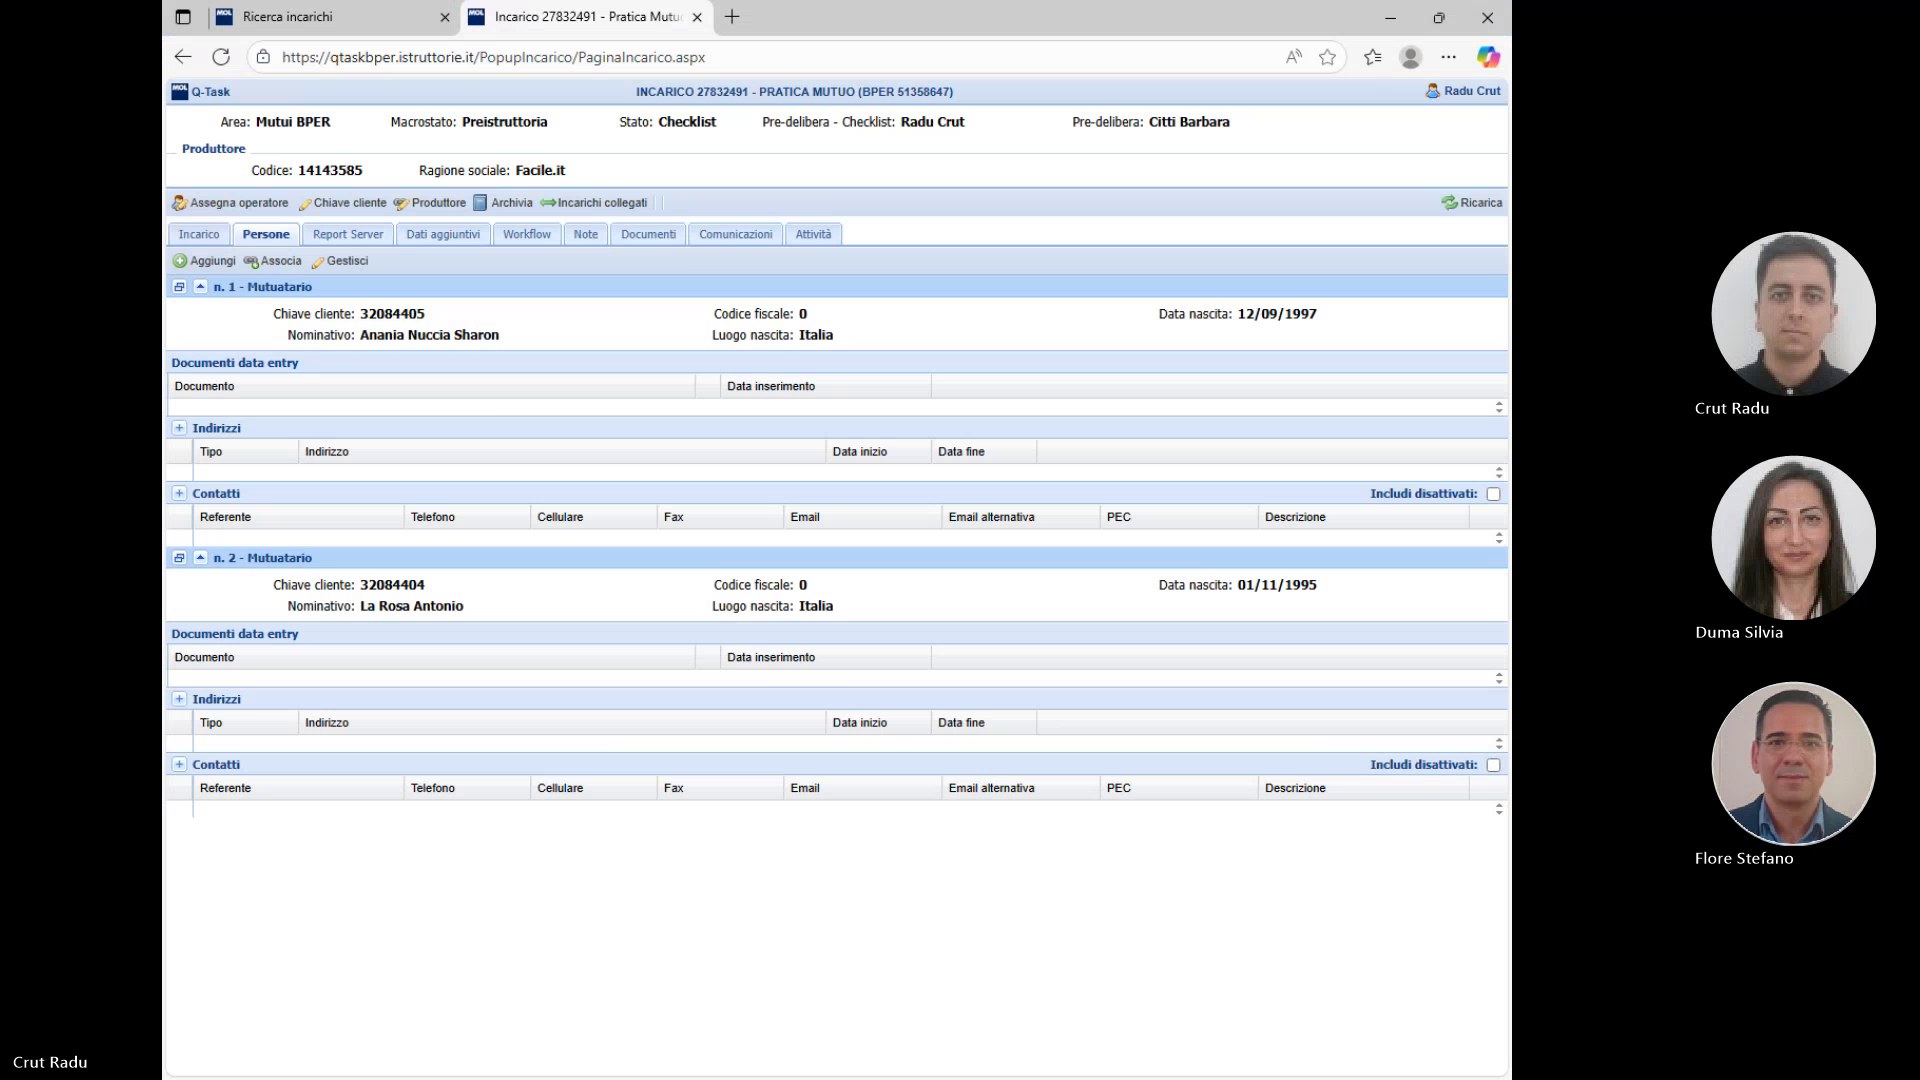 Ricerca incarichi
Incarico 27832491 - Pratica Mutu
https://qtaskbper.istruttorie.it/PopupIncarico/PaginaIncarico.aspx
MOL Q-Task INCARICO 27832491 - PRATICA MUTUO (BPER 51358647) Radu Crut
Area: Mutui BPER Macrostato: Preistruttoria Stato: Checklist Pre-delibera - Checklist: Radu Crut Pre-delibera: Citti Barbara
Produttore
Codice: 14143585 Ragione sociale: Facile.it
Assegna operatore Chiave cliente Produttore Archivia Incarichi collegati Ricarica
Incarico Persone Report Server Dati aggiuntivi Workflow Note Documenti Comunicazioni Attività
Aggiungi Associa Gestisci
n. 1 - Mutuatario
Chiave cliente: 32084405 Codice fiscale: 0 Data nascita: 12/09/1997
Nominativo: Anania Nuccia Sharon Luogo nascita: Italia
Documenti data entry
Documento Data inserimento
Indirizzi
Tipo Indirizzo Data inizio Data fine
Contatti Includi disattivati:
Referente Telefono Cellulare Fax Email Email alternativa PEC Descrizione
n. 2 - Mutuatario
Chiave cliente: 32084404 Codice fiscale: 0 Data nascita: 01/11/1995
Nominativo: La Rosa Antonio Luogo nascita: Italia
Documenti data entry
Documento Data inserimento
Indirizzi
Tipo Indirizzo Data inizio Data fine
Contatti Includi disattivati:
Referente Telefono Cellulare Fax Email Email alternativa PEC Descrizione
Crut Radu
Duma Silvia
Flore Stefano
Crut Radu